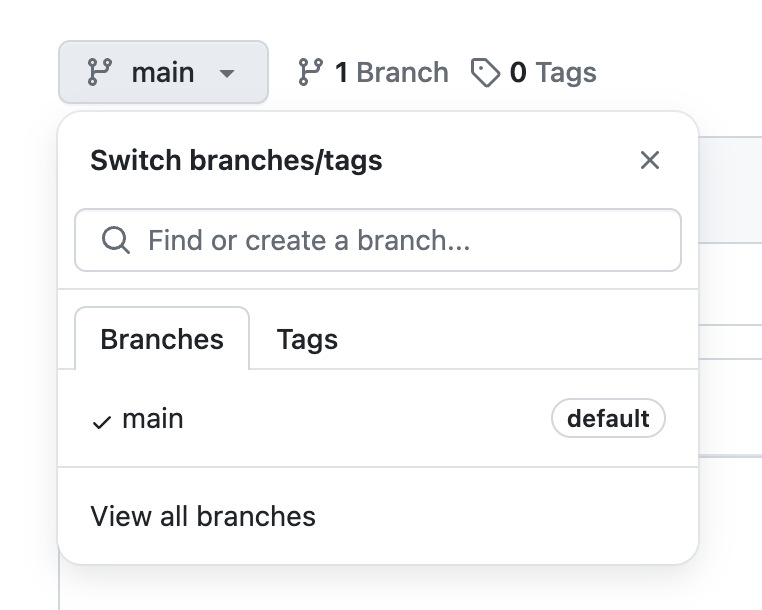 main 1 Branch 0 Tags
Switch branches/tags
Find or create a branch...
Branches Tags
main default
View all branches